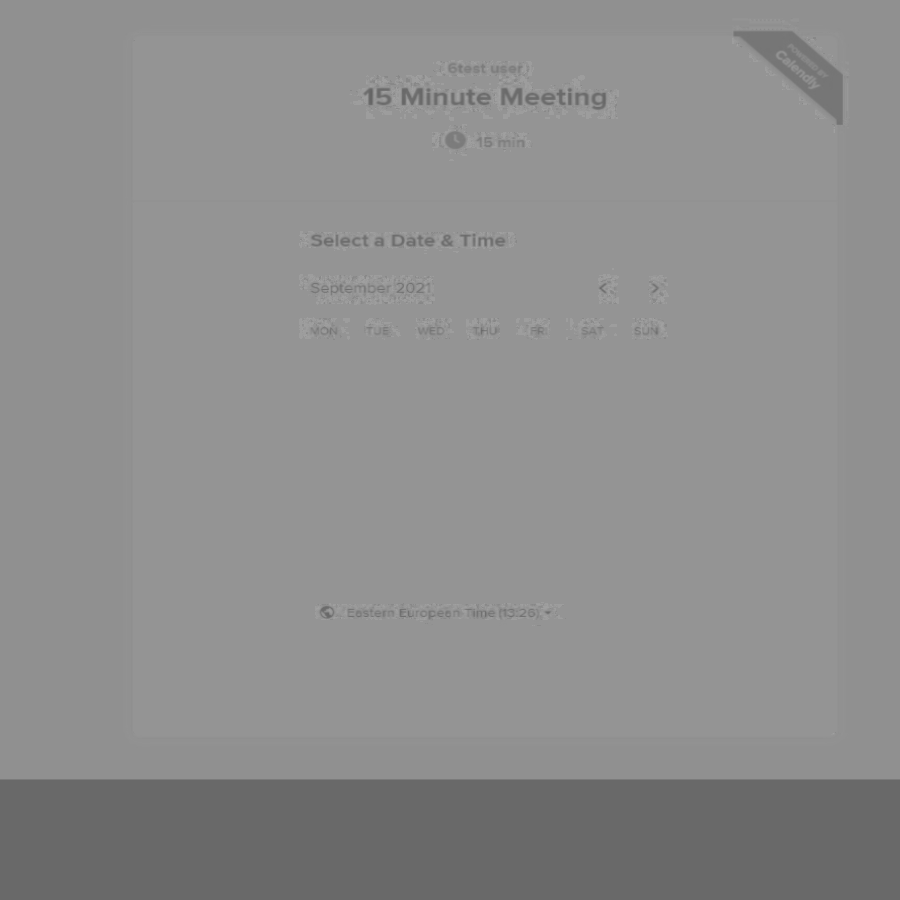 POWERED BY
Calendly
6test user
15 Minute Meeting
15 min
Select a Date & Time
September 2021
MON TUE WED THU FRI SAT SUN
Eastern European Time (13:26)